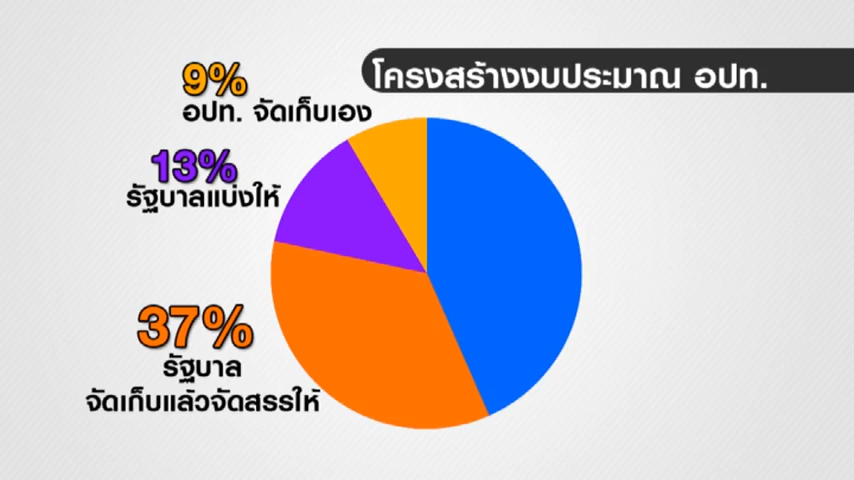 โครงสร้างงบประมาณ อปท.
9%
อปท. จัดเก็บเอง
13%
รัฐบาลแบ่งให้
37%
รัฐบาล
จัดเก็บแล้วจัดสรรให้